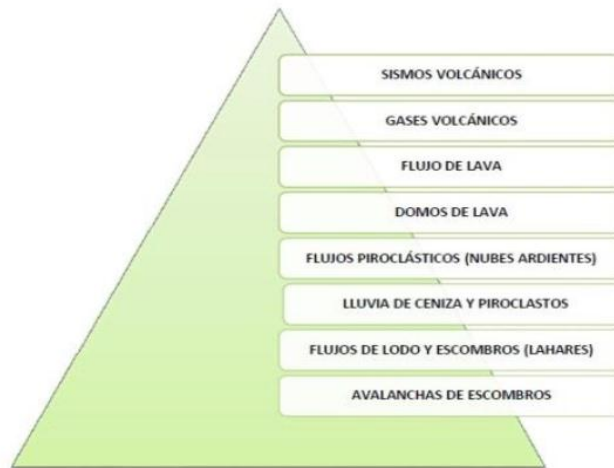 SISMOS VOLCÁNICOS
GASES VOLCÁNICOS
FLUJO DE LAVA
DOMOS DE LAVA
FLUJOS PIROCLÁSTICOS (NUBES ARDIENTES)
LLUVIA DE CENIZA Y PIROCLASTOS
FLUJOS DE LODO Y ESCOMBROS (LAHARES)
AVALANCHAS DE ESCOMBROS